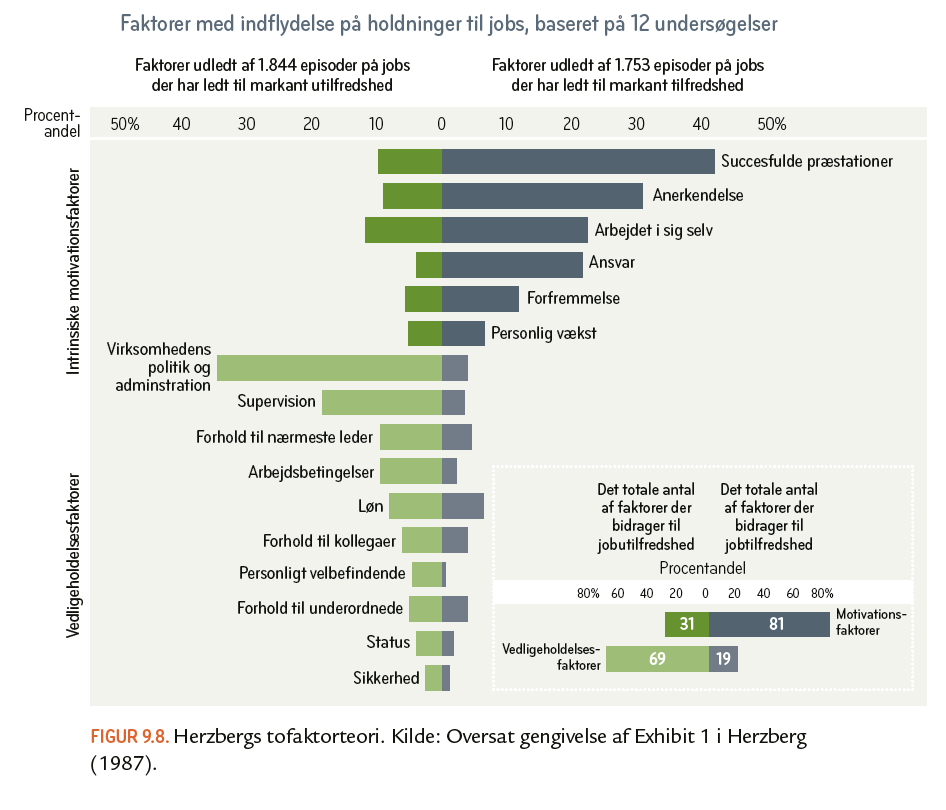 Faktorer med indflydelse på holdninger til jobs, baseret på 12 undersøgelser
Faktorer udledt af 1.844 episoder på jobs
der har ledt til markant utilfredshed
Faktorer udledt af 1.753 episoder på jobs
der har ledt til markant tilfredshed
Procent-
andel
50% 40 30 20 10 0 10 20 30 40 50%
Intrinsiske motivationsfaktorer
Succesfulde præstationer
Anerkendelse
Arbejdet i sig selv
Ansvar
Forfremmelse
Personlig vækst
Vedligeholdelsesfaktorer
Virksomhedens
politik og
adminstration
Supervision
Forhold til nærmeste leder
Arbejdsbetingelser
Løn
Forhold til kollegaer
Personligt velbefindende
Forhold til underordnede
Status
Sikkerhed
Det totale antal
af faktorer der
bidrager til
jobutilfredshed
Det totale antal
af faktorer der
bidrager til
jobtilfredshed
Procentandel
80% 60 40 20 0 20 40 60 80%
31 81 Motivations-
faktorer
Vedligeholdelses-
faktorer
69 19
FIGUR 9.8. Herzbergs tofaktorteori. Kilde: Oversat gengivelse af Exhibit 1 i Herzberg
(1987).